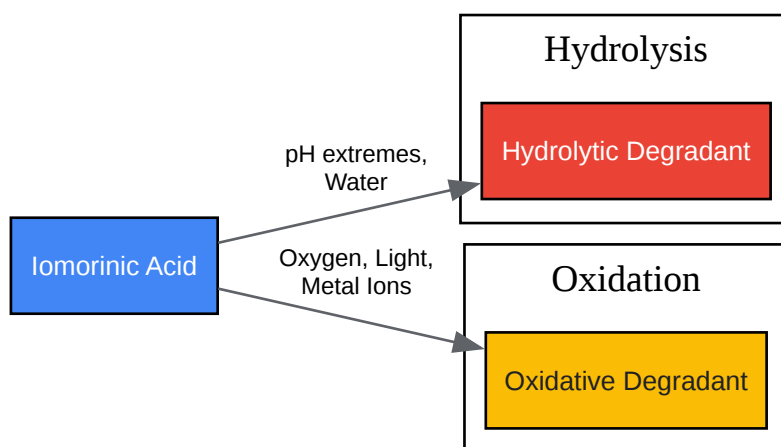 Hydrolysis
Hydrolytic Degradant
pH extremes,
Water
Iomorinic Acid
Oxygen, Light,
Metal Ions
Oxidation
Oxidative Degradant